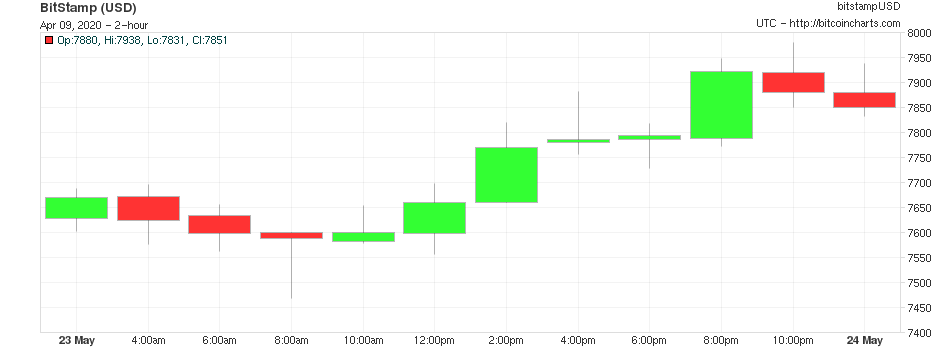 BitStamp (USD)
bitstampUSD
Apr 09, 2020 - 2-hour
UTC - http://bitcoincharts.com
Op:7880, Hi:7938, Lo:7831, Cl:7851
8000
7950
7900
7850
7800
7750
7700
7650
7600
7550
7500
7450
7400
23 May 4:00am 6:00am 8:00am 10:00am 12:00pm 2:00pm 4:00pm 6:00pm 8:00pm 10:00pm 24 May